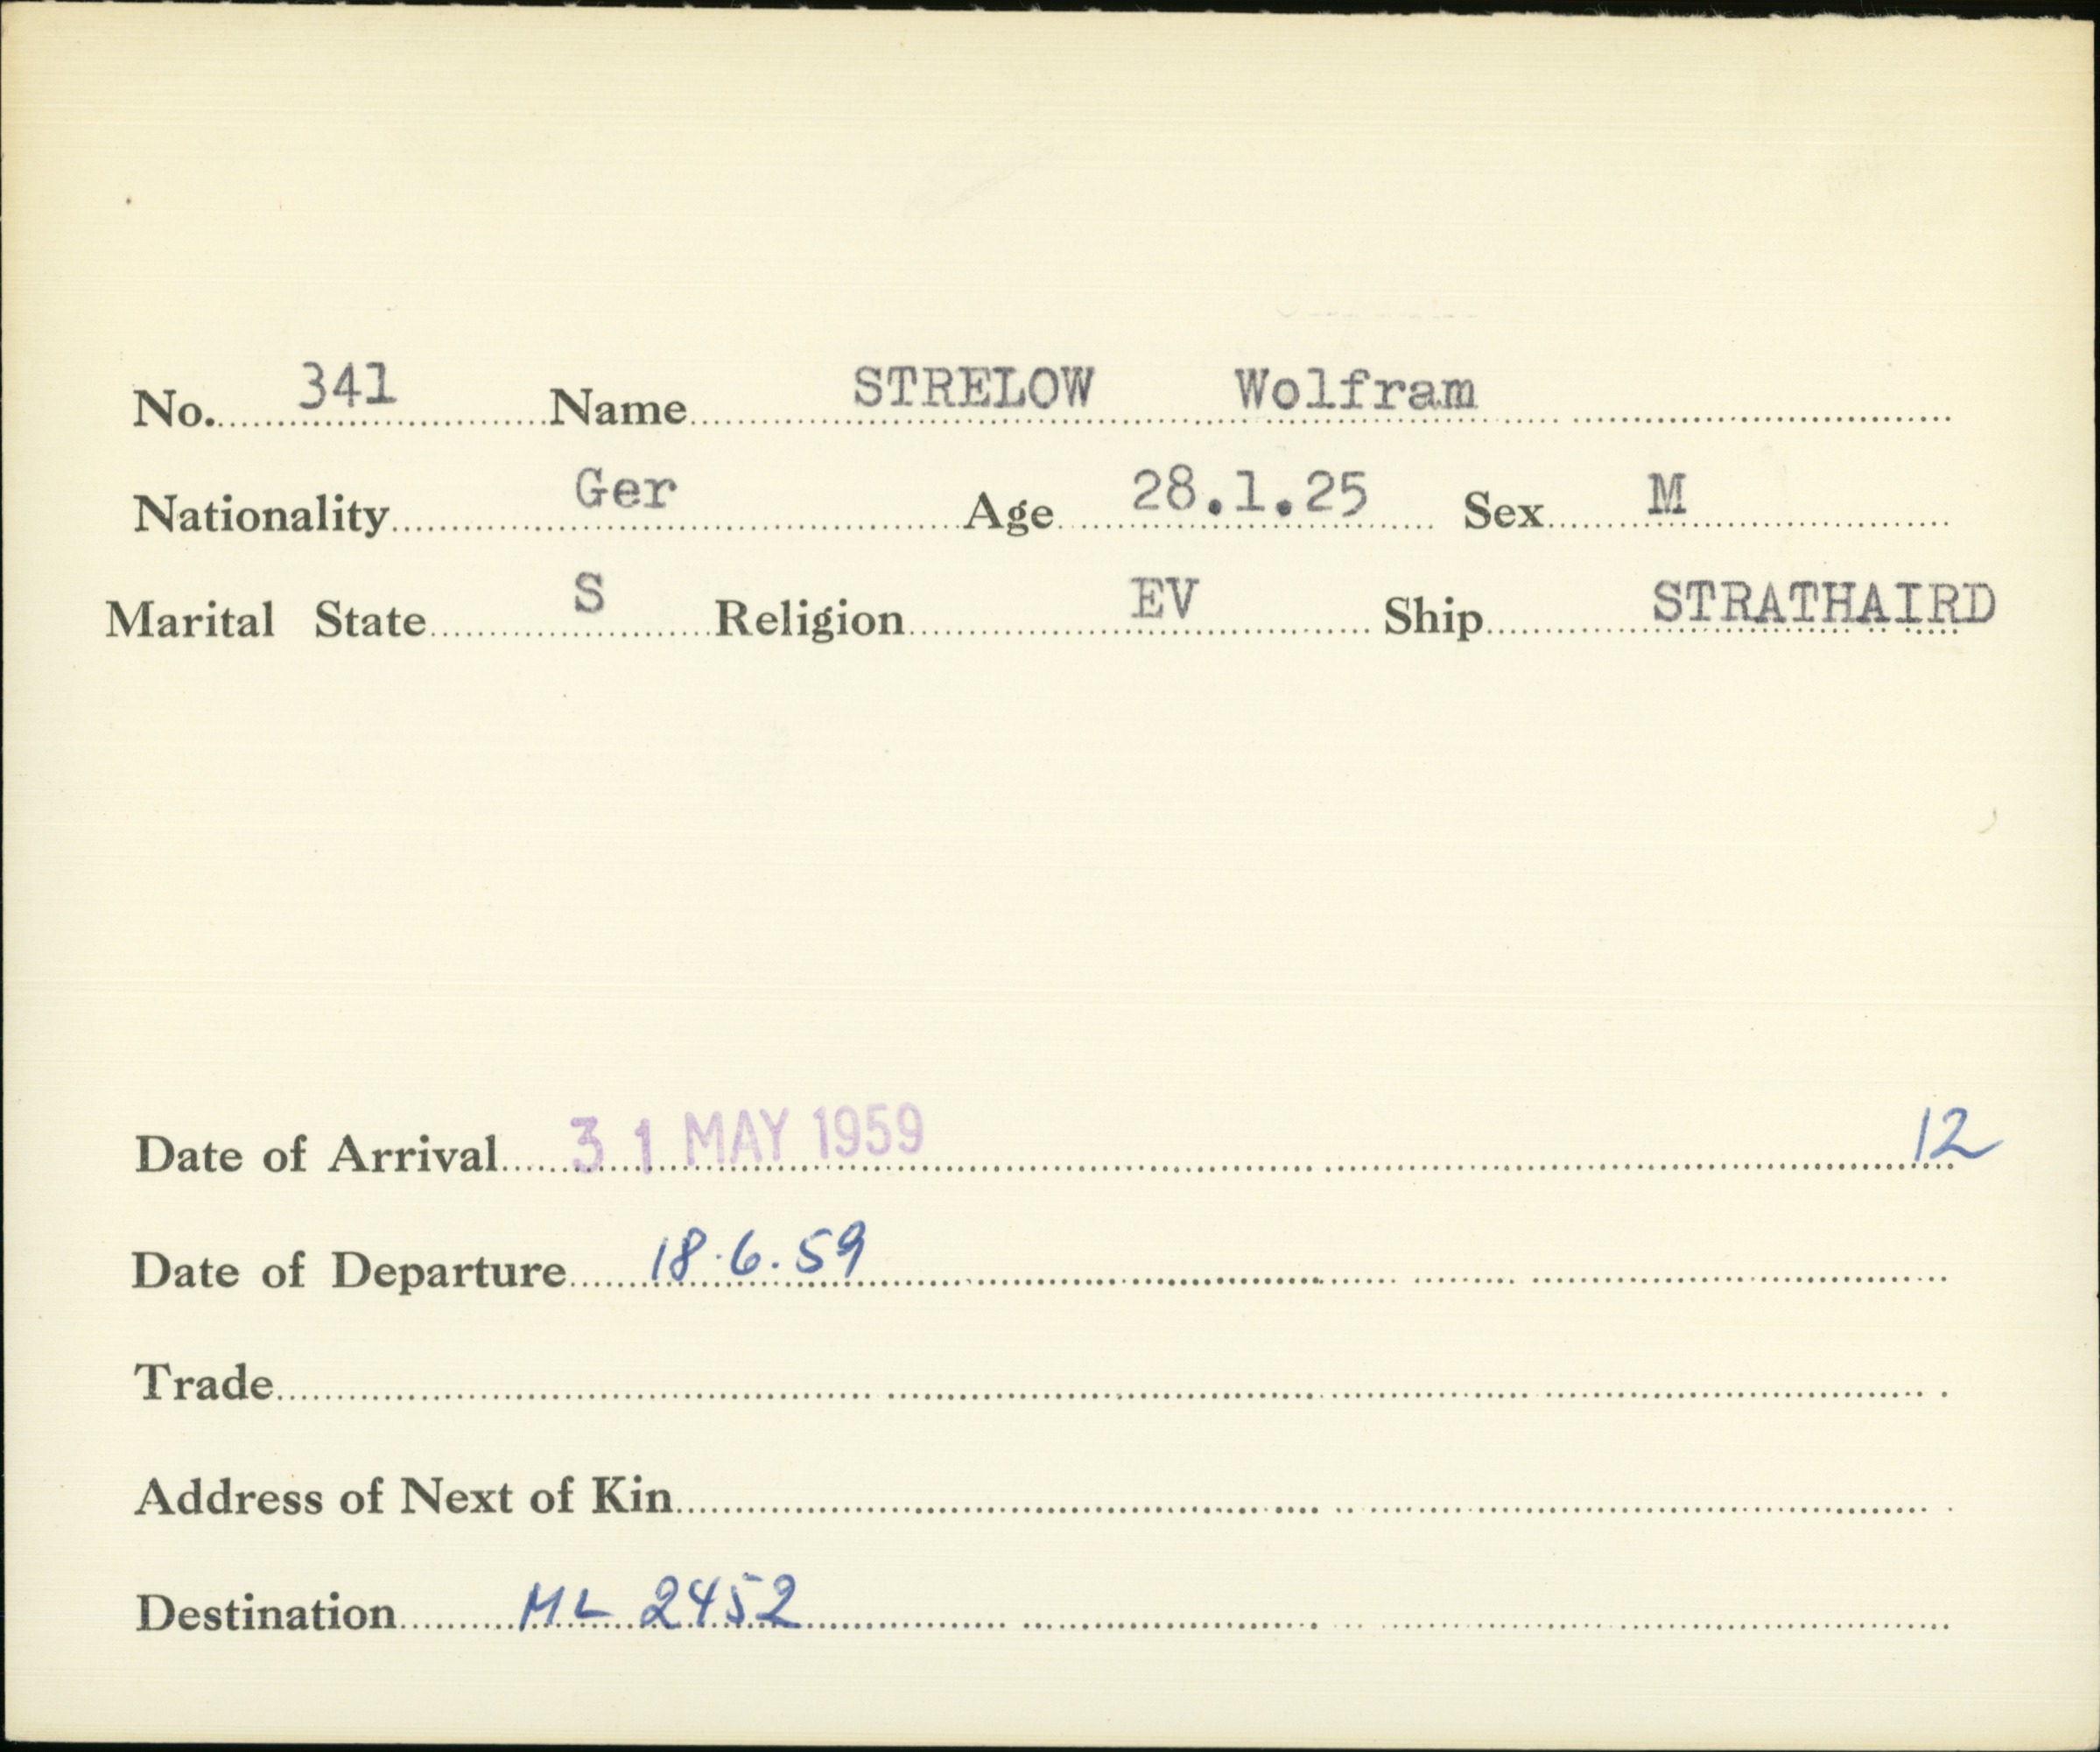 No. 341 Name STRELOW Wolfram
Nationality Ger Age 28.1.25 Sex M
Marital State S Religion EV Ship STRATHAIRD
Date of Arrival 31 MAY 1959 12
Date of Departure 18.6.59
Trade
Address of Next of Kin
Destination ML 2452